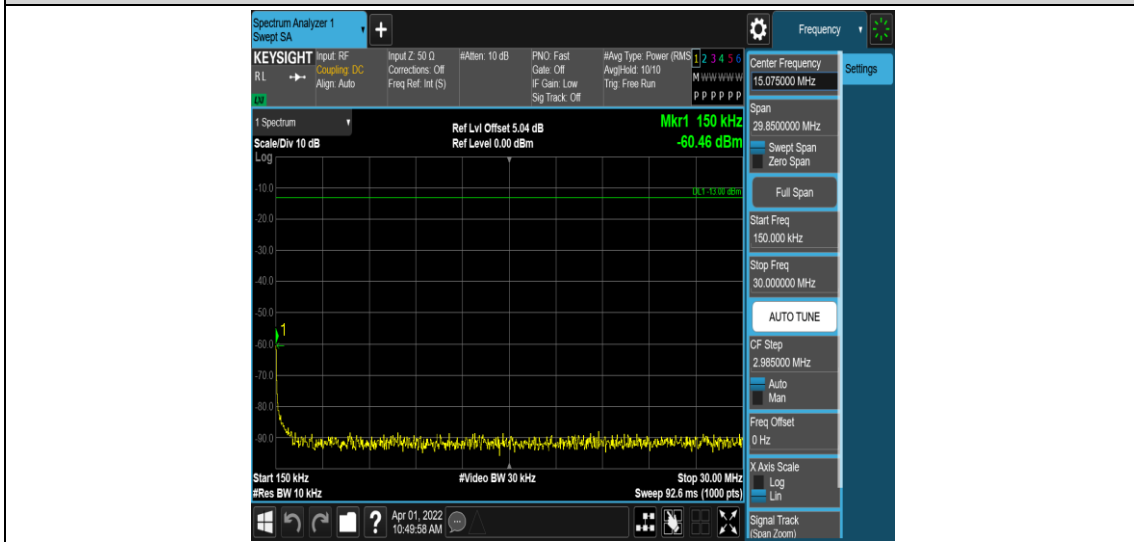 Spectrum Analyzer 1
Swept SA
+
Frequency
KEYSIGHT Input: RF Input Z: 50 Ω #Atten: 10 dB PNO: Fast #Avg Type: Power (RMS 1 2 3 4 5 6
RL Coupling: DC Corrections: Off Gate: Off Avg|Hold: 10/10 M W W W W W
Align: Auto Freq Ref: Int (S) IF Gain: Low Trig: Free Run
Sig Track: Off P P P P P P
1 Spectrum
Scale/Div 10 dB
Log
Ref Lvl Offset 5.04 dB
Ref Level 0.00 dBm
Mkr1 150 kHz
-60.46 dBm
DL1 -13.00 dBm
-10.0
-20.0
-30.0
-40.0
-50.0
1
-60.0
-70.0
-80.0
-90.0
Start 150 kHz #Video BW 30 kHz Stop 30.00 MHz
#Res BW 10 kHz Sweep 92.6 ms (1000 pts)
?
Apr 01, 2022
10:49:58 AM
Center Frequency
15.075000 MHz
Settings
Span
29.8500000 MHz
Swept Span
Zero Span
Full Span
Start Freq
150.000 kHz
Stop Freq
30.000000 MHz
AUTO TUNE
CF Step
2.985000 MHz
Auto
Man
Freq Offset
0 Hz
X Axis Scale
Log
Lin
Signal Track
(Span Zoom)